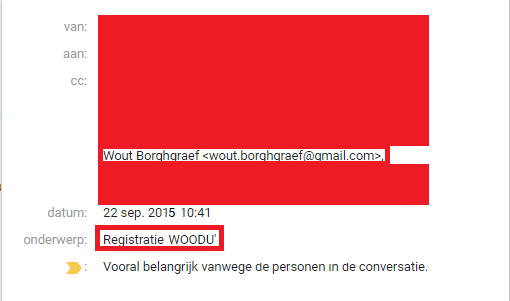 van:
aan:
cc:
Wout Borghgraef <wout.borghgraef@gmail.com>,
datum: 22 sep. 2015 10:41
onderwerp: Registratie WOODU'
: Vooral belangrijk vanwege de personen in de conversatie.